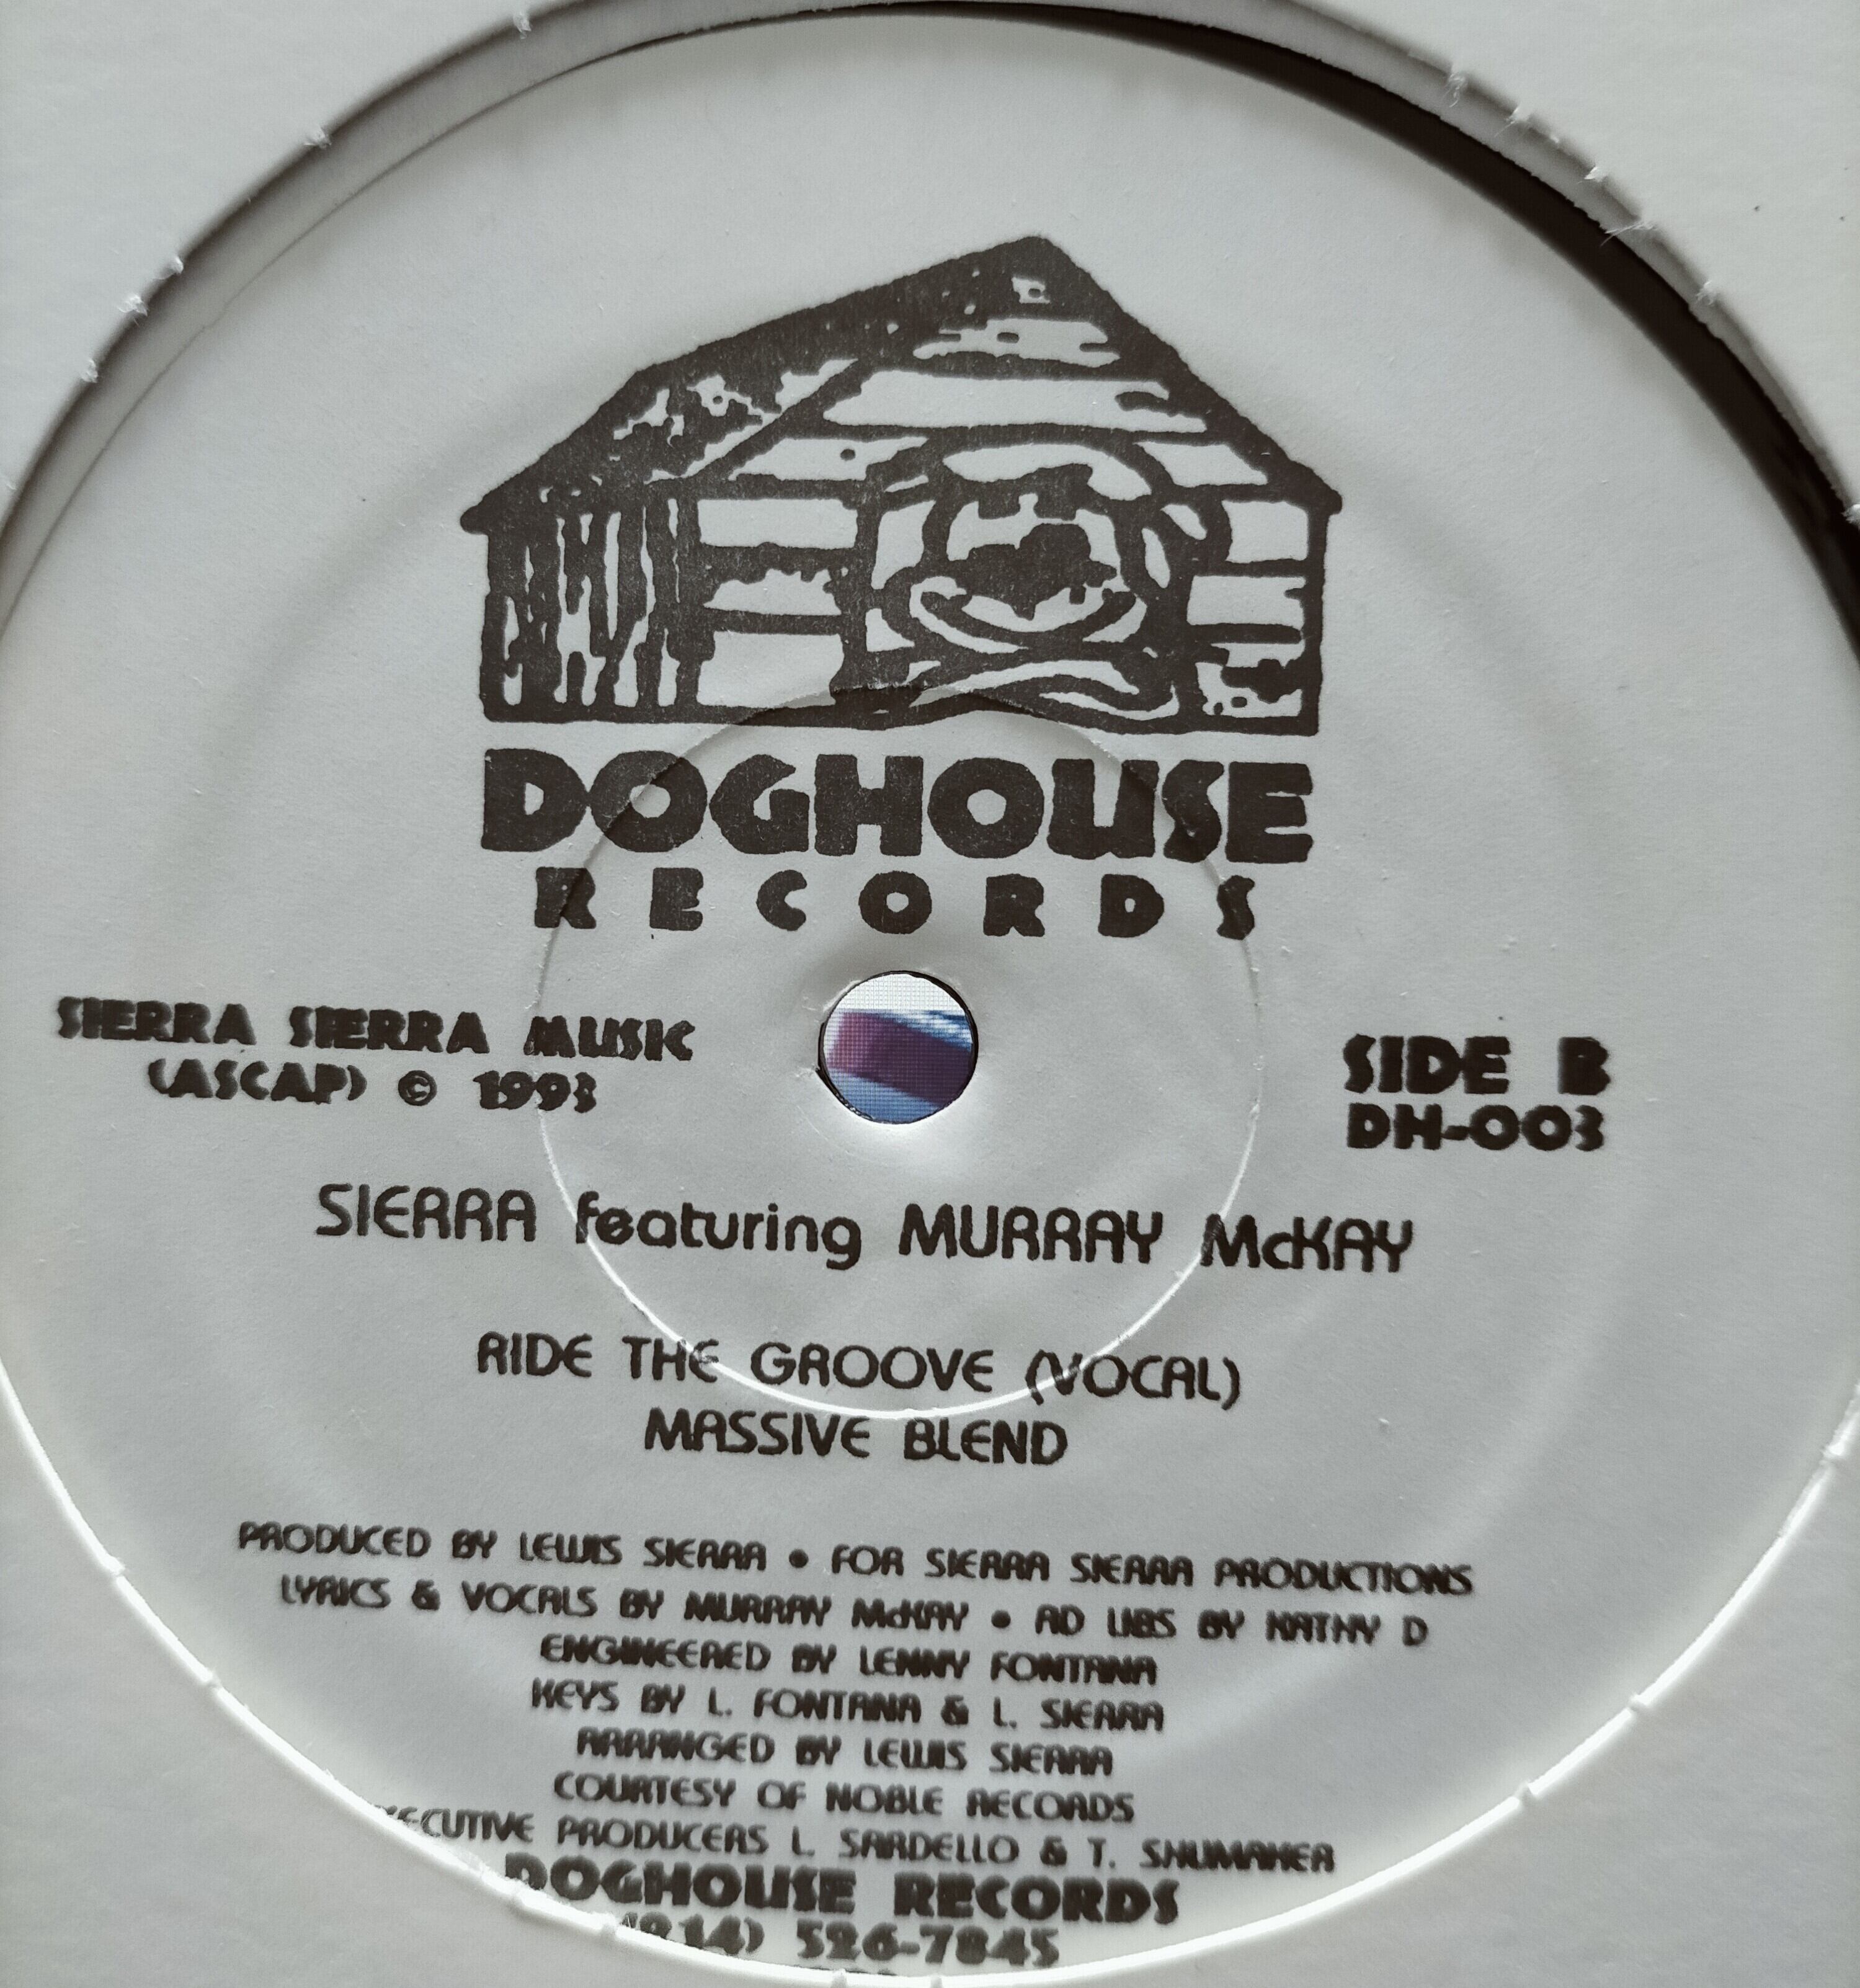 DOGHOUSE
RECORDS
SIERRA SIERRA MUSIC
(ASCAP) © 1993
SIDE B
DH-003
SIERRA featuring MURRAY McKAY
RIDE THE GROOVE (VOCAL)
MASSIVE BLEND
PRODUCED BY LEWIS SIERRA • FOR SIERRA SIERRA PRODUCTIONS
LYRICS & VOCALS BY MURRAY McKAY • AD LIBS BY KATHY D
ENGINEERED BY LENNY FONTANA
KEYS BY L. FONTANA & L. SIERRA
ARRANGED BY LEWIS SIERRA
COURTESY OF NOBLE RECORDS
EXECUTIVE PRODUCERS L. SARDELLO & T. SHUMAKER
DOGHOUSE RECORDS
(214) 526-7845